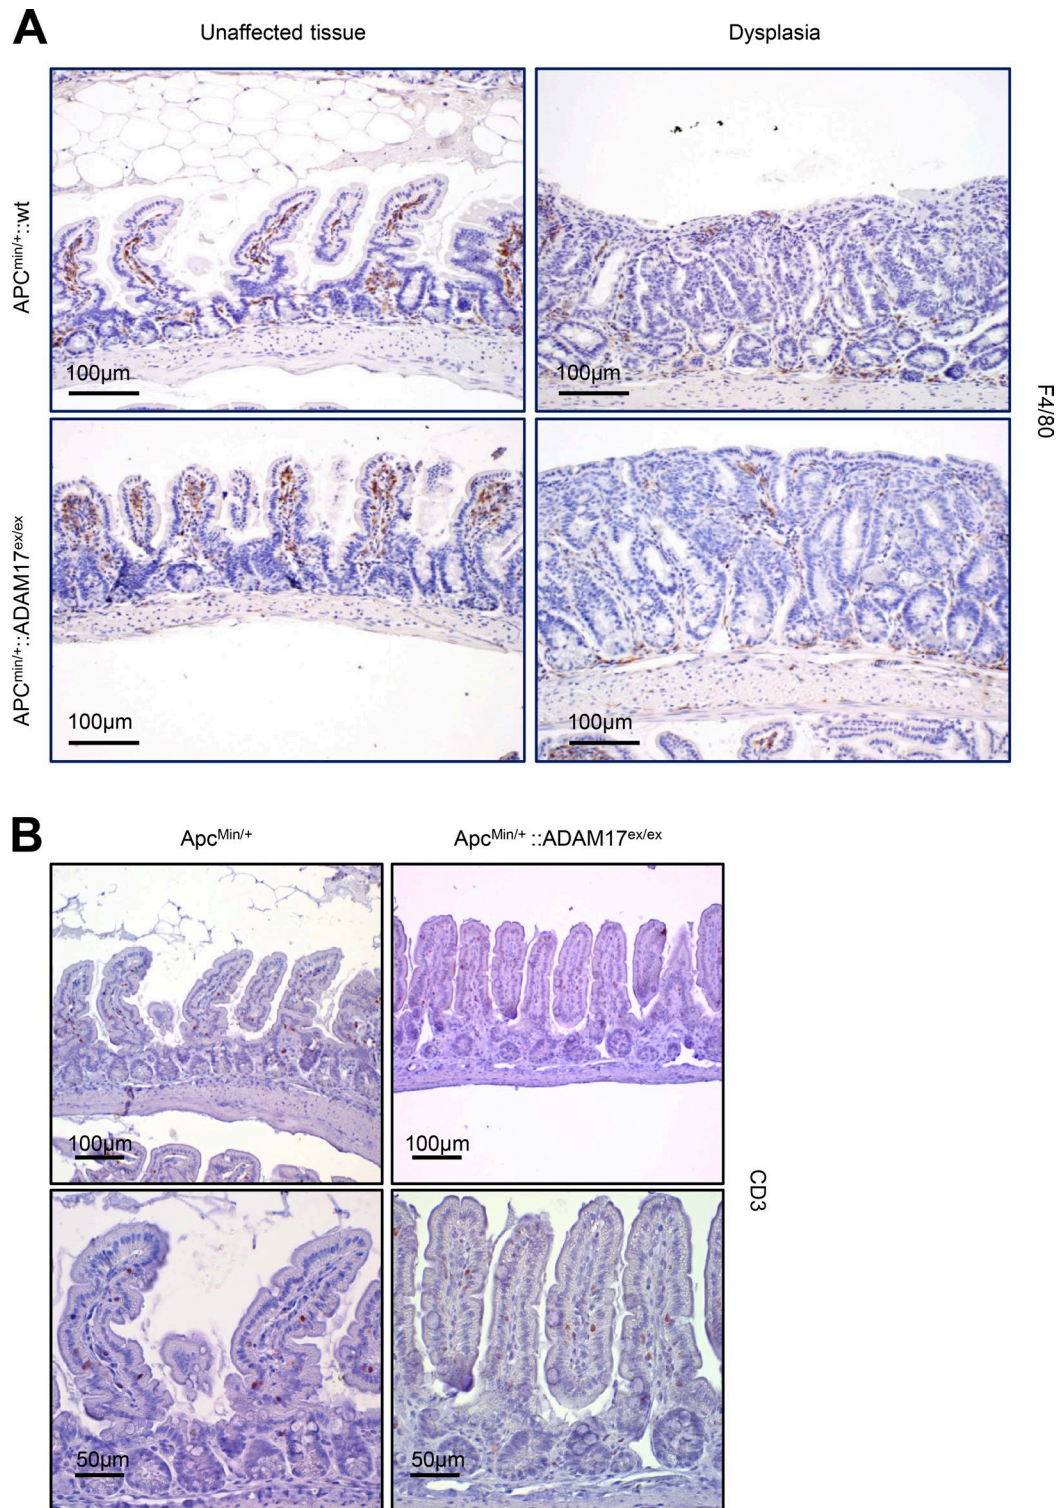 A
Unaffected tissue
Dysplasia
APCmin/+::wt
100µm
100µm
F4/80
APCmin/+::ADAM17ex/ex
100µm
100µm
B
ApcMin/+
ApcMin/+ ::ADAM17ex/ex
100µm
100µm
CD3
50µm
50µm